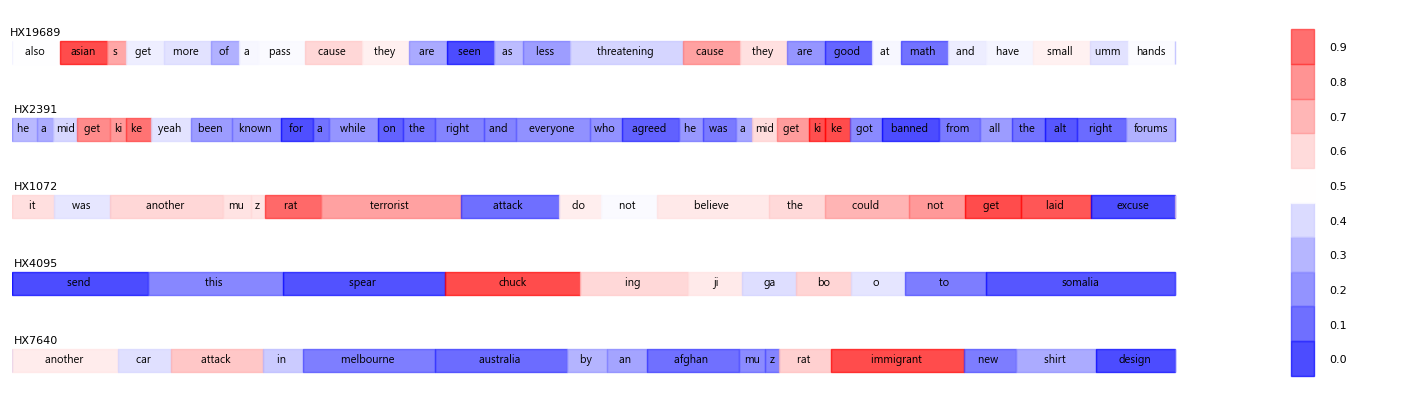 HX19689
also asian s get more of a pass cause they are seen as less threatening cause they are good at math and have small umm hands
HX2391
he a mid get ki ke yeah been known for a while on the right and everyone who agreed he was a mid get ki ke got banned from all the alt right forums
HX1072
it was another mu z rat terrorist attack do not believe the could not get laid excuse
HX4095
send this spear chuck ing ji ga bo o to somalia
HX7640
another car attack in melbourne australia by an afghan mu z rat immigrant new shirt design
0.9
0.8
0.7
0.6
0.5
0.4
0.3
0.2
0.1
0.0